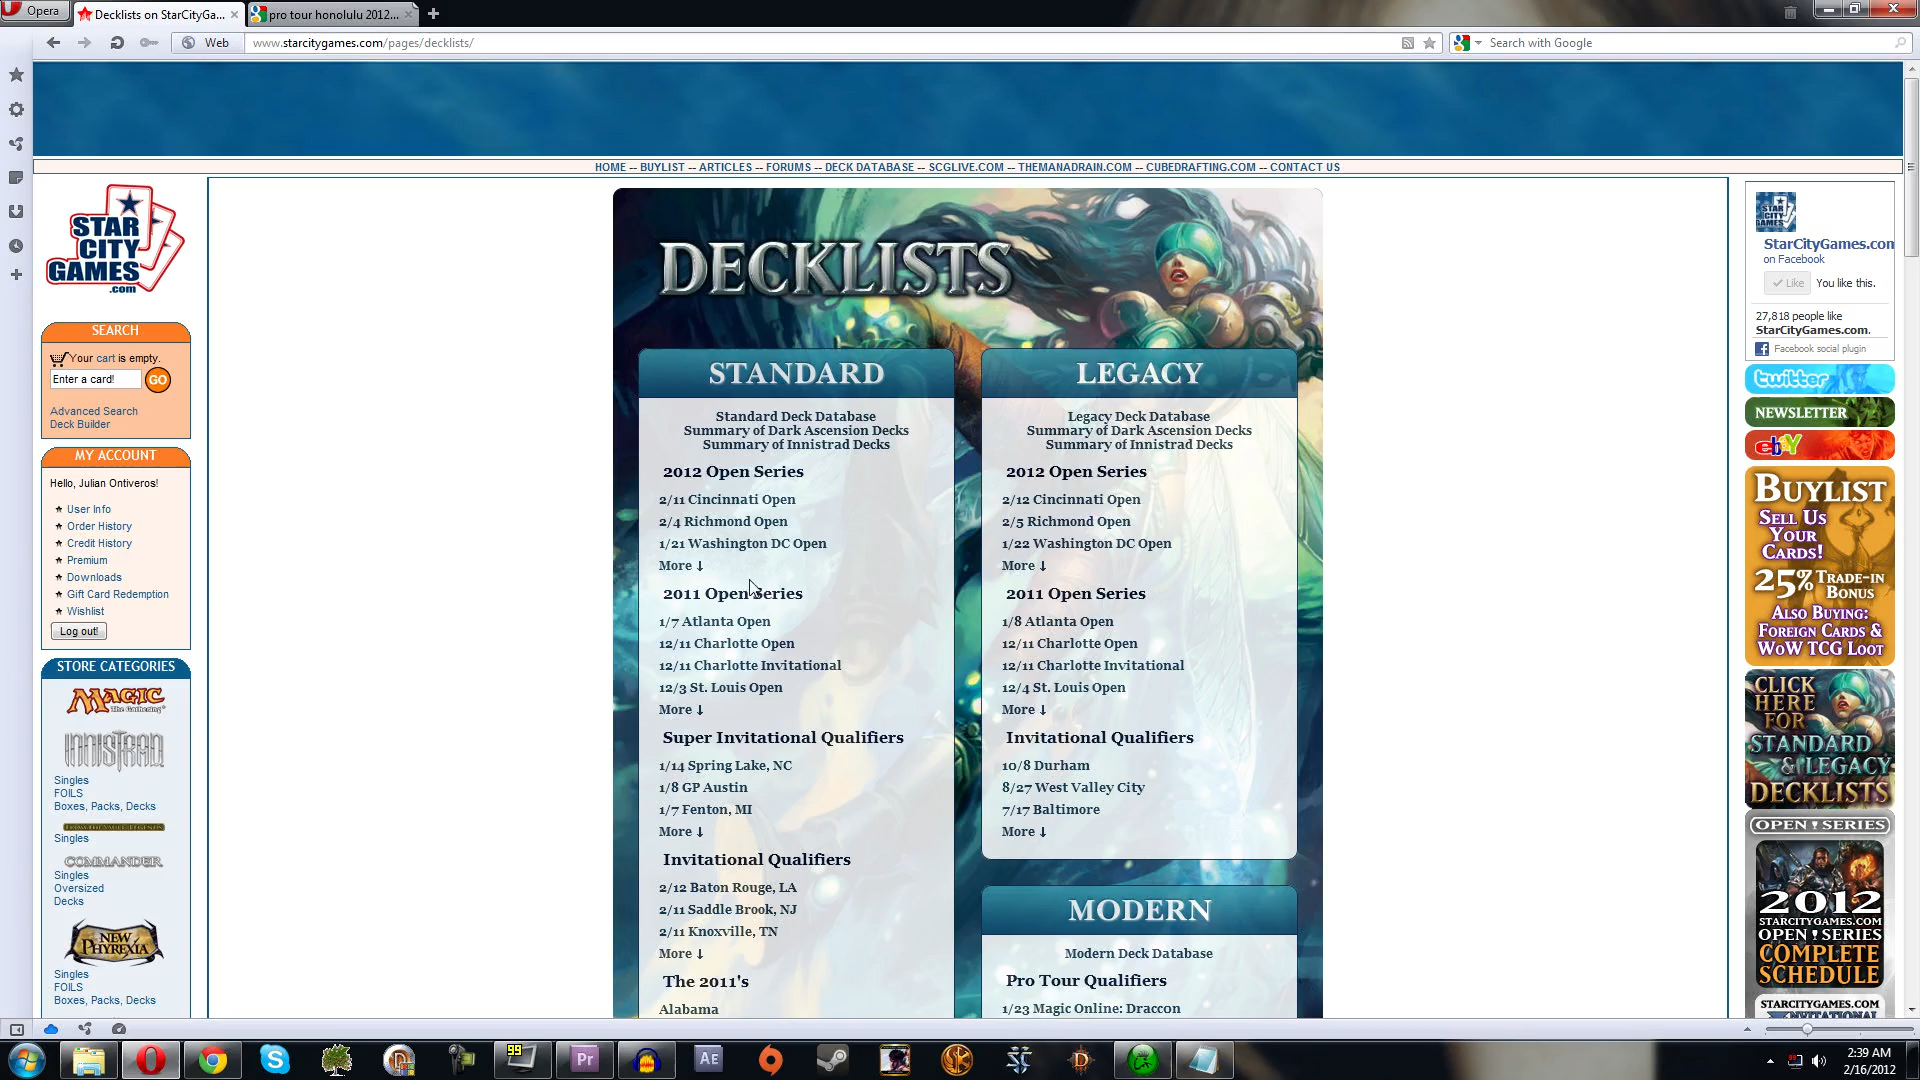 Opera
Decklists on StarCityGa...
pro tour honolulu 2012...
Web
www.starcitygames.com/pages/decklists/
Search with Google
HOME -- BUYLIST -- ARTICLES -- FORUMS -- DECK DATABASE -- SCGLIVE.COM -- THEMANADRAIN.COM -- CUBEDRAFTING.COM -- CONTACT US
STAR
CITY
GAMES
.com
SEARCH
Your cart is empty.
Enter a card!
GO
Advanced Search
Deck Builder
MY ACCOUNT
Hello, Julian Ontiveros!
User Info
Order History
Credit History
Premium
Downloads
Gift Card Redemption
Wishlist
Log out!
STORE CATEGORIES
MAGIC
The Gathering
INNISTRAD
Singles
FOILS
Boxes, Packs, Decks
Singles
COMMANDER
Singles
Oversized
Decks
NEW
PHYREXIA
Singles
FOILS
Boxes, Packs, Decks
DECKLISTS
STANDARD
Standard Deck Database
Summary of Dark Ascension Decks
Summary of Innistrad Decks
2012 Open Series
2/11 Cincinnati Open
2/4 Richmond Open
1/21 Washington DC Open
More ↓
2011 Open Series
1/7 Atlanta Open
12/11 Charlotte Open
12/11 Charlotte Invitational
12/3 St. Louis Open
More ↓
Super Invitational Qualifiers
1/14 Spring Lake, NC
1/8 GP Austin
1/7 Fenton, MI
More ↓
Invitational Qualifiers
2/12 Baton Rouge, LA
2/11 Saddle Brook, NJ
2/11 Knoxville, TN
More ↓
The 2011's
Alabama
LEGACY
Legacy Deck Database
Summary of Dark Ascension Decks
Summary of Innistrad Decks
2012 Open Series
2/12 Cincinnati Open
2/5 Richmond Open
1/22 Washington DC Open
More ↓
2011 Open Series
1/8 Atlanta Open
12/11 Charlotte Open
12/11 Charlotte Invitational
12/4 St. Louis Open
More ↓
Invitational Qualifiers
10/8 Durham
8/27 West Valley City
7/17 Baltimore
More ↓
MODERN
Modern Deck Database
Pro Tour Qualifiers
1/23 Magic Online: Draccon
STAR
CITY
GAMES
StarCityGames.com
on Facebook
Like
You like this.
27,818 people like
StarCityGames.com.
Facebook social plugin
twitter
NEWSLETTER
ebY
BUYLIST
SELL US
YOUR
CARDS!
25% TRADE-IN
BONUS
ALSO BUYING:
FOREIGN CARDS &
WOW TCG LOOT
CLICK
HERE
FOR
STANDARD
& LEGACY
DECKLISTS
OPEN SERIES
2012
STARCITYGAMES.COM
OPEN SERIES
COMPLETE
SCHEDULE
STARCITYGAMES.COM
INVITATIONAL
99
Pr
AE
2:39 AM
2/16/2012